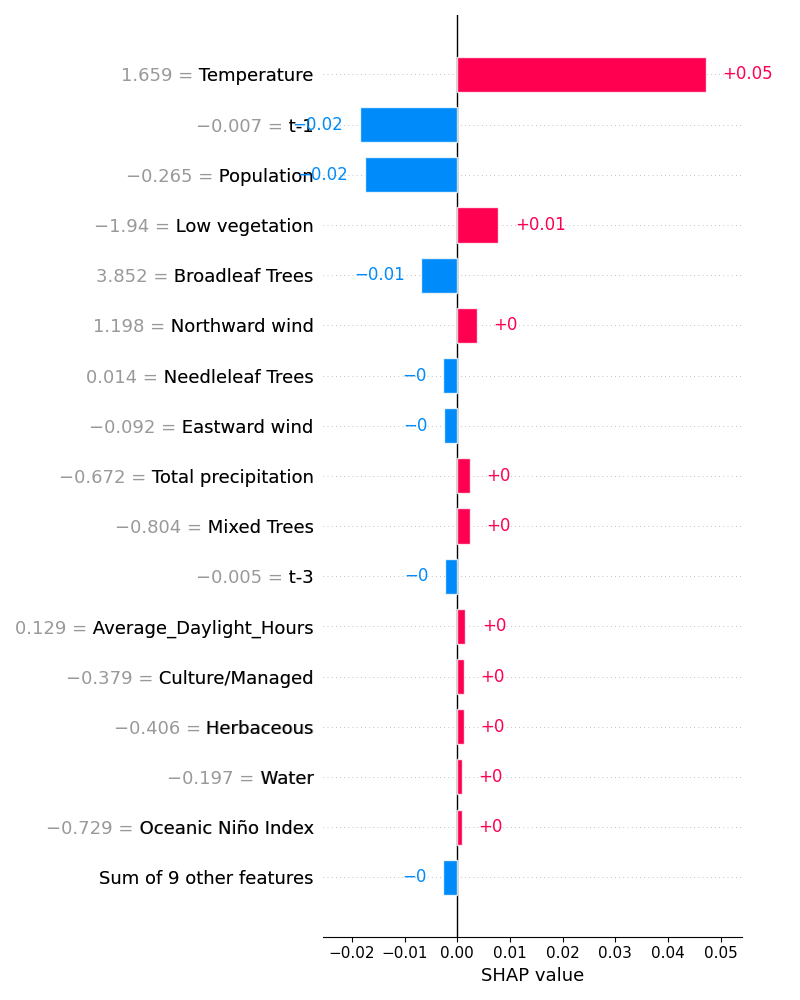 1.659 = Temperature +0.05
−0.007 = t-1 −0.02
−0.265 = Population −0.02
−1.94 = Low vegetation +0.01
3.852 = Broadleaf Trees −0.01
1.198 = Northward wind +0
0.014 = Needleleaf Trees −0
−0.092 = Eastward wind −0
−0.672 = Total precipitation +0
−0.804 = Mixed Trees +0
−0.005 = t-3 −0
0.129 = Average_Daylight_Hours +0
−0.379 = Culture/Managed +0
−0.406 = Herbaceous +0
−0.197 = Water +0
−0.729 = Oceanic Niño Index +0
Sum of 9 other features −0
−0.02 −0.01 0.00 0.01 0.02 0.03 0.04 0.05
SHAP value